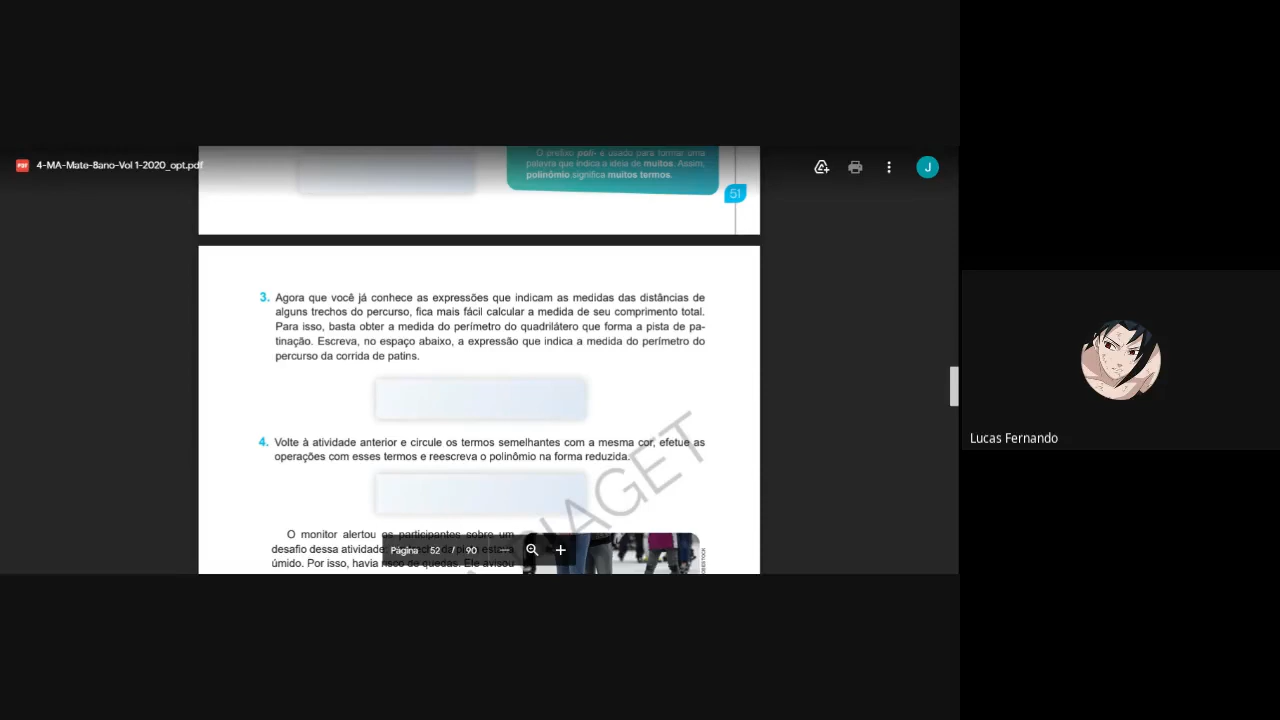 4-MA-Mate-8ano-Vol 1-2020_opt.pdf
O prefixo poli- é usado para formar uma
palavra que indica a ideia de muitos. Assim,
polinômio significa muitos termos.
J
51
3. Agora que você já conhece as expressões que indicam as medidas das distâncias de
alguns trechos do percurso, fica mais fácil calcular a medida de seu comprimento total.
Para isso, basta obter a medida do perímetro do quadrilátero que forma a pista de pa-
tinação. Escreva, no espaço abaixo, a expressão que indica a medida do perímetro do
percurso da corrida de patins.
4. Volte à atividade anterior e circule os termos semelhantes com a mesma cor, efetue as
operações com esses termos e reescreva o polinômio na forma reduzida.
PIAGET
O monitor alertou os participantes sobre um
desafio dessa atividade:
úmido. Por isso, havia risco de quedas. Ele avisou
Página 52 / 90
Lucas Fernando